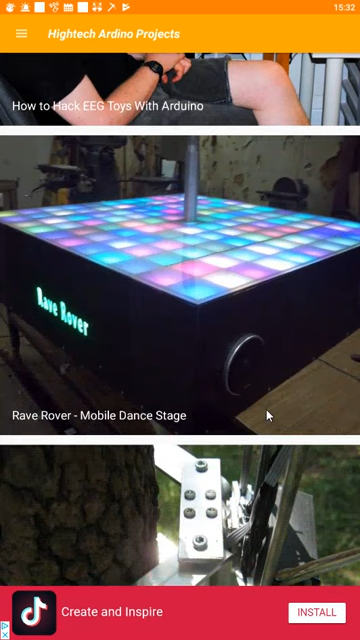 15:32
Hightech Ardino Projects
How to Hack EEG Toys With Arduino
Rave Rover
Rave Rover - Mobile Dance Stage
Create and Inspire
INSTALL